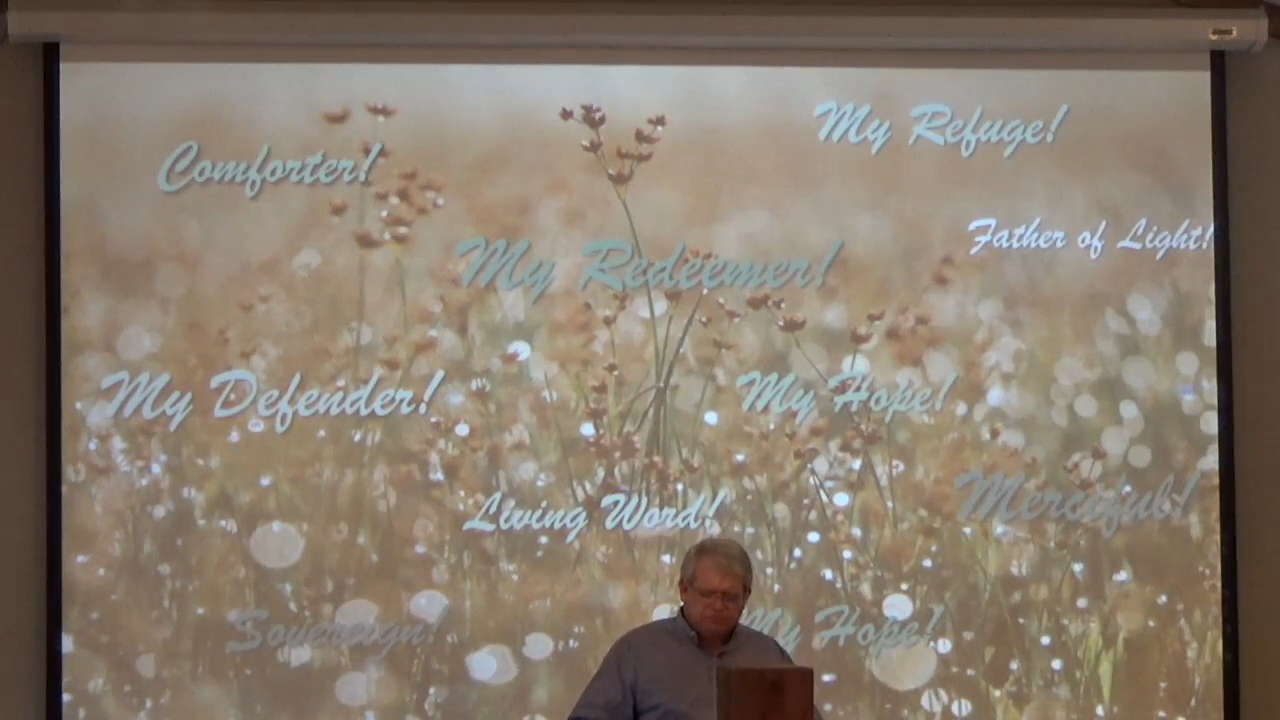 My Refuge!
Comforter!
Father of Light!
My Redeemer!
My Defender!
My Hope!
Merciful!
Living Word!
Sovereign!
My Hope!